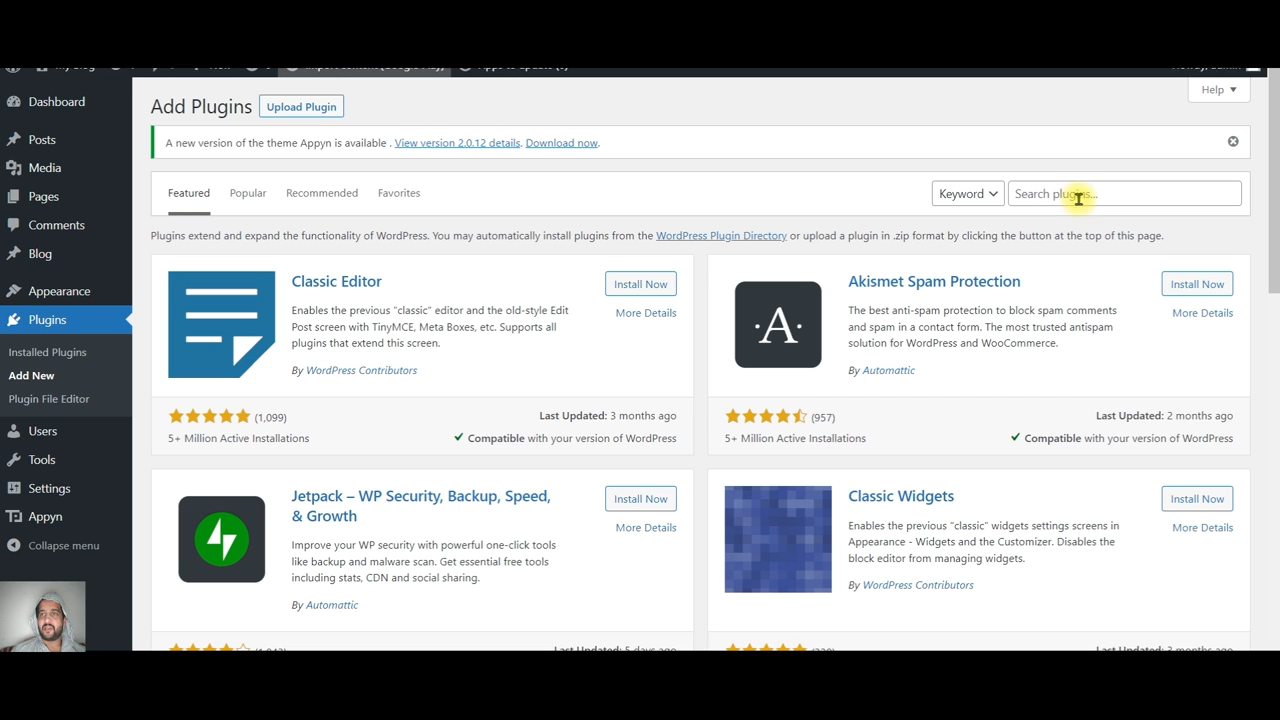 Dashboard
Posts
Media
Pages
Comments
Blog
Appearance
Plugins
Installed Plugins
Add New
Plugin File Editor
Users
Tools
Settings
Appyn
Collapse menu
Help
Add Plugins
Upload Plugin
A new version of the theme Appyn is available . View version 2.0.12 details. Download now.
Featured
Popular
Recommended
Favorites
Keyword
Search plugins...
Plugins extend and expand the functionality of WordPress. You may automatically install plugins from the WordPress Plugin Directory or upload a plugin in .zip format by clicking the button at the top of this page.
Classic Editor
Install Now
More Details
Enables the previous "classic" editor and the old-style Edit
Post screen with TinyMCE, Meta Boxes, etc. Supports all
plugins that extend this screen.
By WordPress Contributors
(1,099)
Last Updated: 3 months ago
5+ Million Active Installations
Compatible with your version of WordPress
·A·
Akismet Spam Protection
Install Now
More Details
The best anti-spam protection to block spam comments
and spam in a contact form. The most trusted antispam
solution for WordPress and WooCommerce.
By Automattic
(957)
Last Updated: 2 months ago
5+ Million Active Installations
Compatible with your version of WordPress
Jetpack – WP Security, Backup, Speed,
& Growth
Install Now
More Details
Improve your WP security with powerful one-click tools
like backup and malware scan. Get essential free tools
including stats, CDN and social sharing.
By Automattic
Last Updated: 5 days ago
Classic Widgets
Install Now
More Details
Enables the previous "classic" widgets settings screens in
Appearance - Widgets and the Customizer. Disables the
block editor from managing widgets.
By WordPress Contributors
Last Updated: 3 months ago